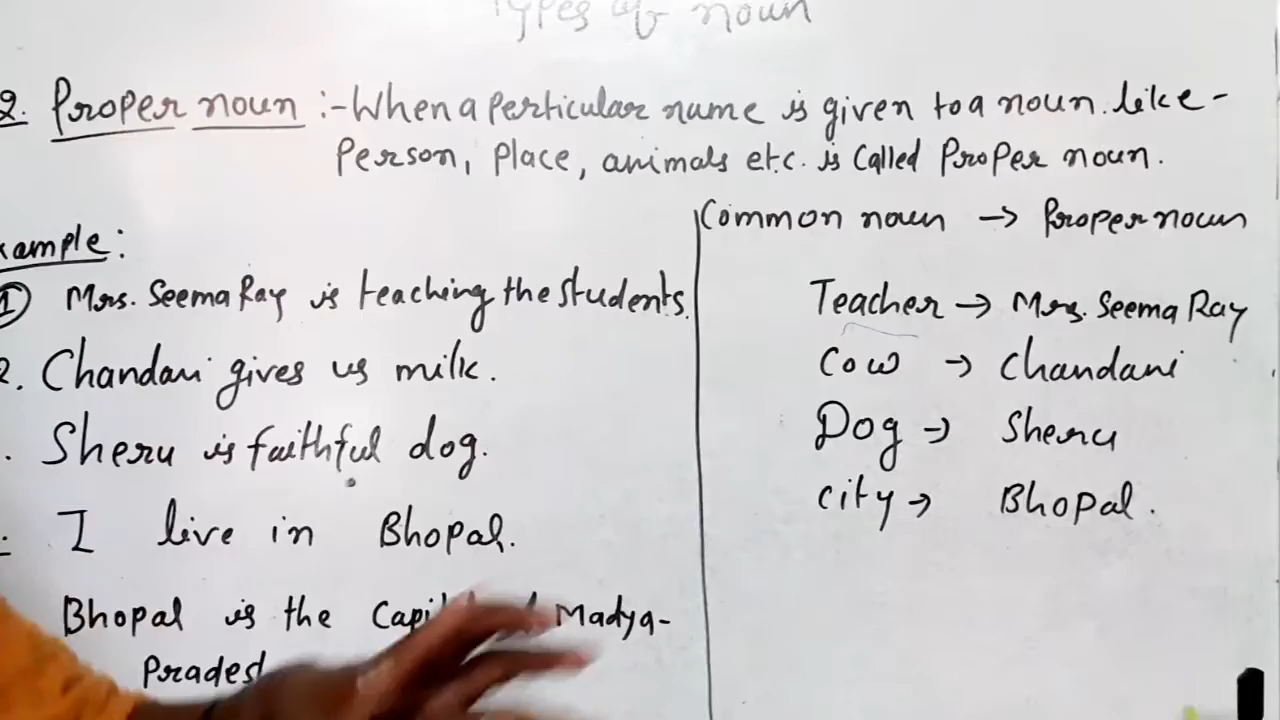 Types of noun
2. Proper noun :- When a perticular name is given to a noun. like -
Person, Place, animals etc. is called Proper noun.
xample:
1 Mrs. Seema Ray is teaching the students.
2. Chandani gives us milk.
. Sheru is faithful dog.
I live in Bhopal.
Bhopal is the Madya-
Common noun → Proper noun
Teacher → Mrs. Seema Ray
Cow → Chandani
Dog → Sheru
City → Bhopal.